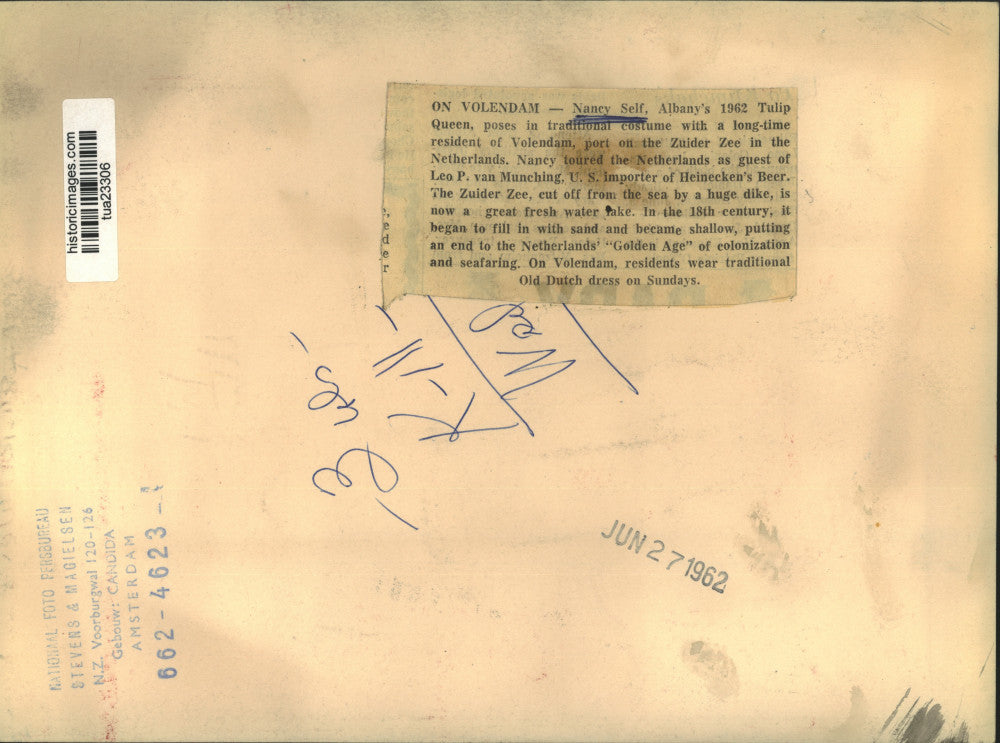 historicimages.com
tua23306
ON VOLENDAM — Nancy Self, Albany's 1962 Tulip
Queen, poses in traditional costume with a long-time
resident of Volendam, port on the Zuider Zee in the
Netherlands. Nancy toured the Netherlands as guest of
Leo P. van Munching, U. S. importer of Heinecken's Beer.
The Zuider Zee, cut off from the sea by a huge dike, is
now a great fresh water lake. In the 18th century, it
began to fill in with sand and became shallow, putting
an end to the Netherlands' "Golden Age" of colonization
and seafaring. On Volendam, residents wear traditional
Old Dutch dress on Sundays.
,
e
d
e
r
K-11-
Wed
JUN 27 1962
NATIONAAL FOTO PERSBUREAU
STEVENS & MAGIELSEN
N.Z. Voorburgwal 120-126
Gebouw: CANDIDA
AMSTERDAM
662-4623-